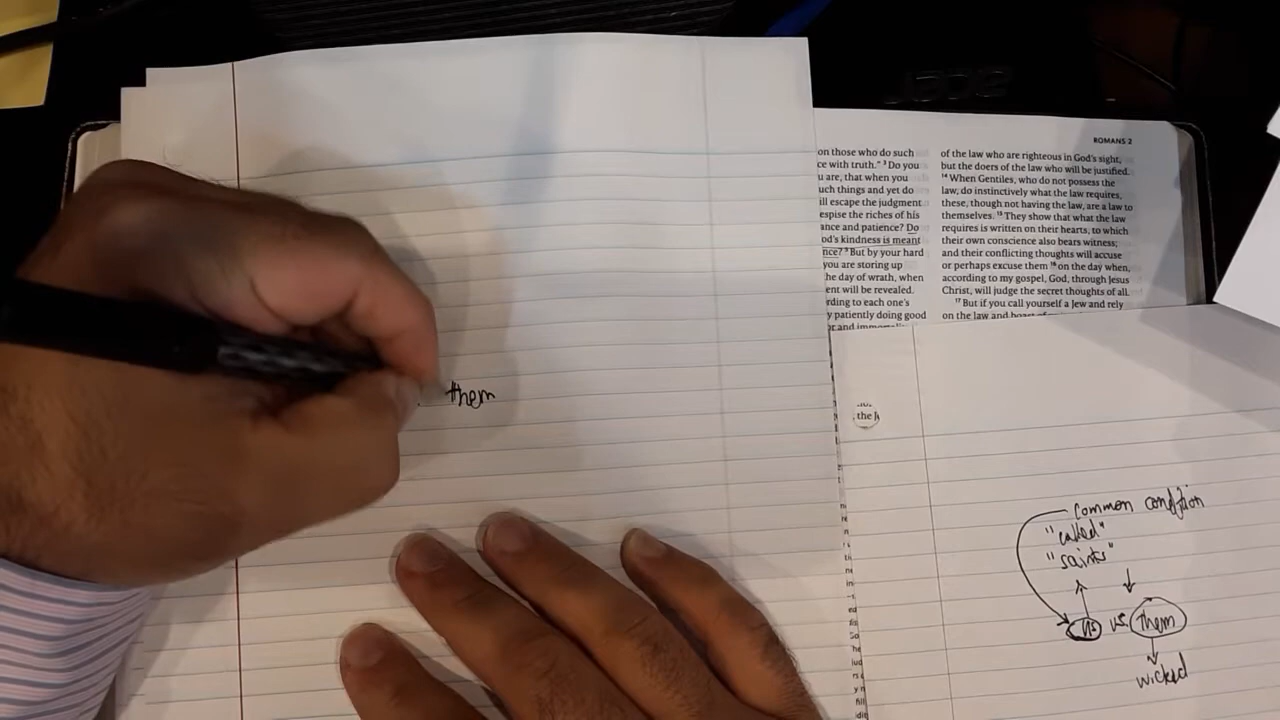 acer
ROMANS 2
on those who do such
ce with truth." 3 Do you
u are, that when you
uch things and yet do
ill escape the judgment
espise the riches of his
ance and patience? Do
od's kindness is meant
nce? 5 But by your hard
you are storing up
he day of wrath, when
ent will be revealed.
rding to each one's
y patiently doing good
or and
of the law who are righteous in God's sight,
but the doers of the law who will be justified.
14 When Gentiles, who do not possess the
law, do instinctively what the law requires,
these, though not having the law, are a law to
themselves. 15 They show that what the law
requires is written on their hearts, to which
their own conscience also bears witness;
and their conflicting thoughts will accuse
or perhaps excuse them 16 on the day when,
according to my gospel, God, through Jesus
Christ, will judge the secret thoughts of all.
17 But if you call yourself a Jew and rely
on the law and boast of
them
the
common condition
"called"
"saints"
us vs them
wicked